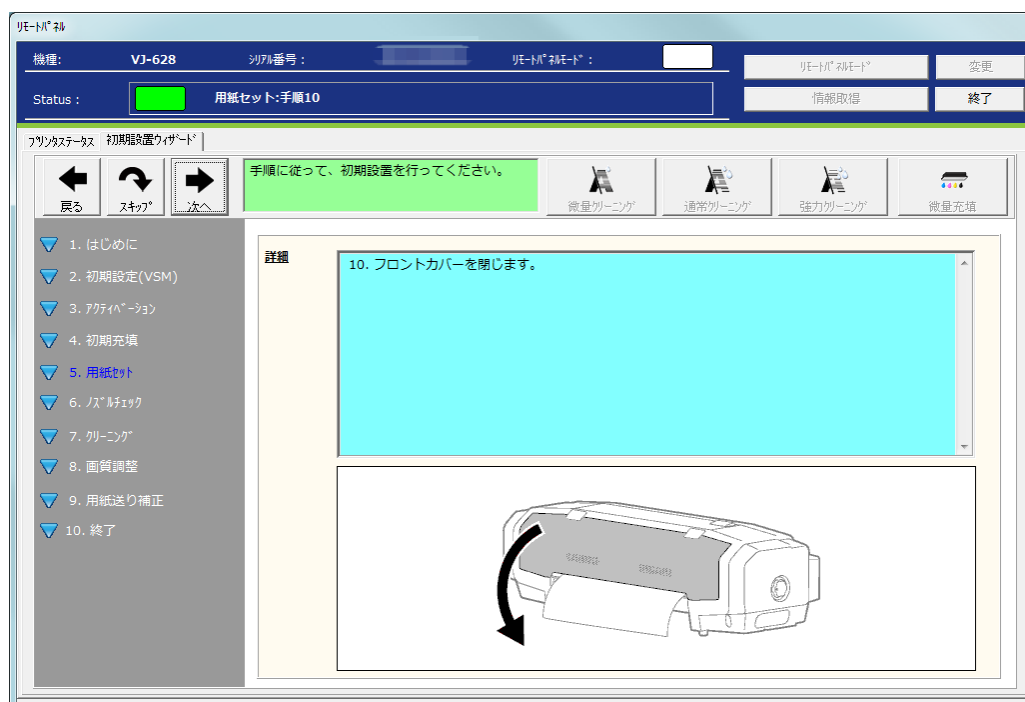 ﾘﾓｰﾄﾊﾟﾈﾙ
機種:
VJ-628
ｼﾘｱﾙ番号：
ﾘﾓｰﾄﾊﾟﾈﾙﾓｰﾄﾞ：
ﾘﾓｰﾄﾊﾟﾈﾙﾓｰﾄﾞ
変更
Status：
用紙セット:手順10
情報取得
終了
ﾌﾟﾘﾝﾀｽﾃｰﾀｽ
初期設置ｳｨｻﾞｰﾄﾞ
戻る
ｽｷｯﾌﾟ
次へ
手順に従って、初期設置を行ってください。
微量ｸﾘｰﾆﾝｸﾞ
通常ｸﾘｰﾆﾝｸﾞ
強力ｸﾘｰﾆﾝｸﾞ
微量充填
1. はじめに
2. 初期設定(VSM)
3. ｱｸﾃｨﾍﾞｰｼｮﾝ
4. 初期充填
5. 用紙ｾｯﾄ
6. ﾉｽﾞﾙﾁｪｯｸ
7. ｸﾘｰﾆﾝｸﾞ
8. 画質調整
9. 用紙送り補正
10. 終了
詳細
10. フロントカバーを閉じます。